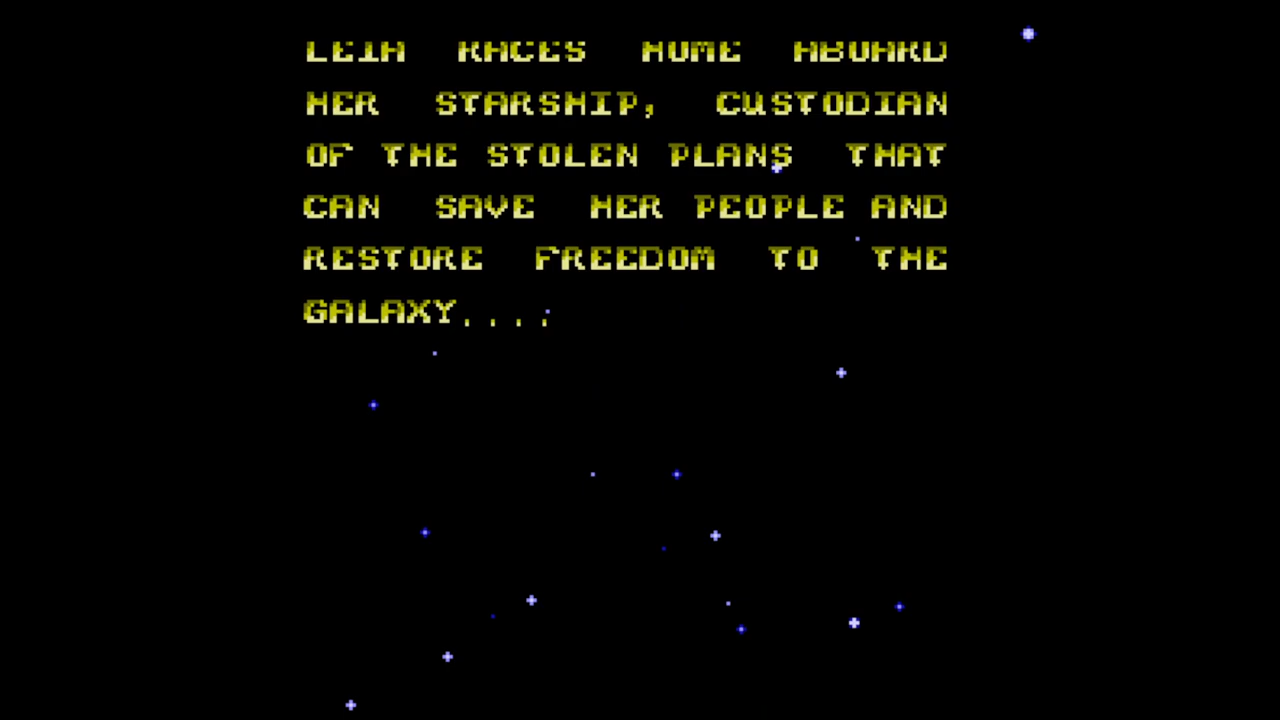 LEIA RACES HOME ABOARD
HER STARSHIP, CUSTODIAN
OF THE STOLEN PLANS THAT
CAN SAVE HER PEOPLE AND
RESTORE FREEDOM TO THE
GALAXY....